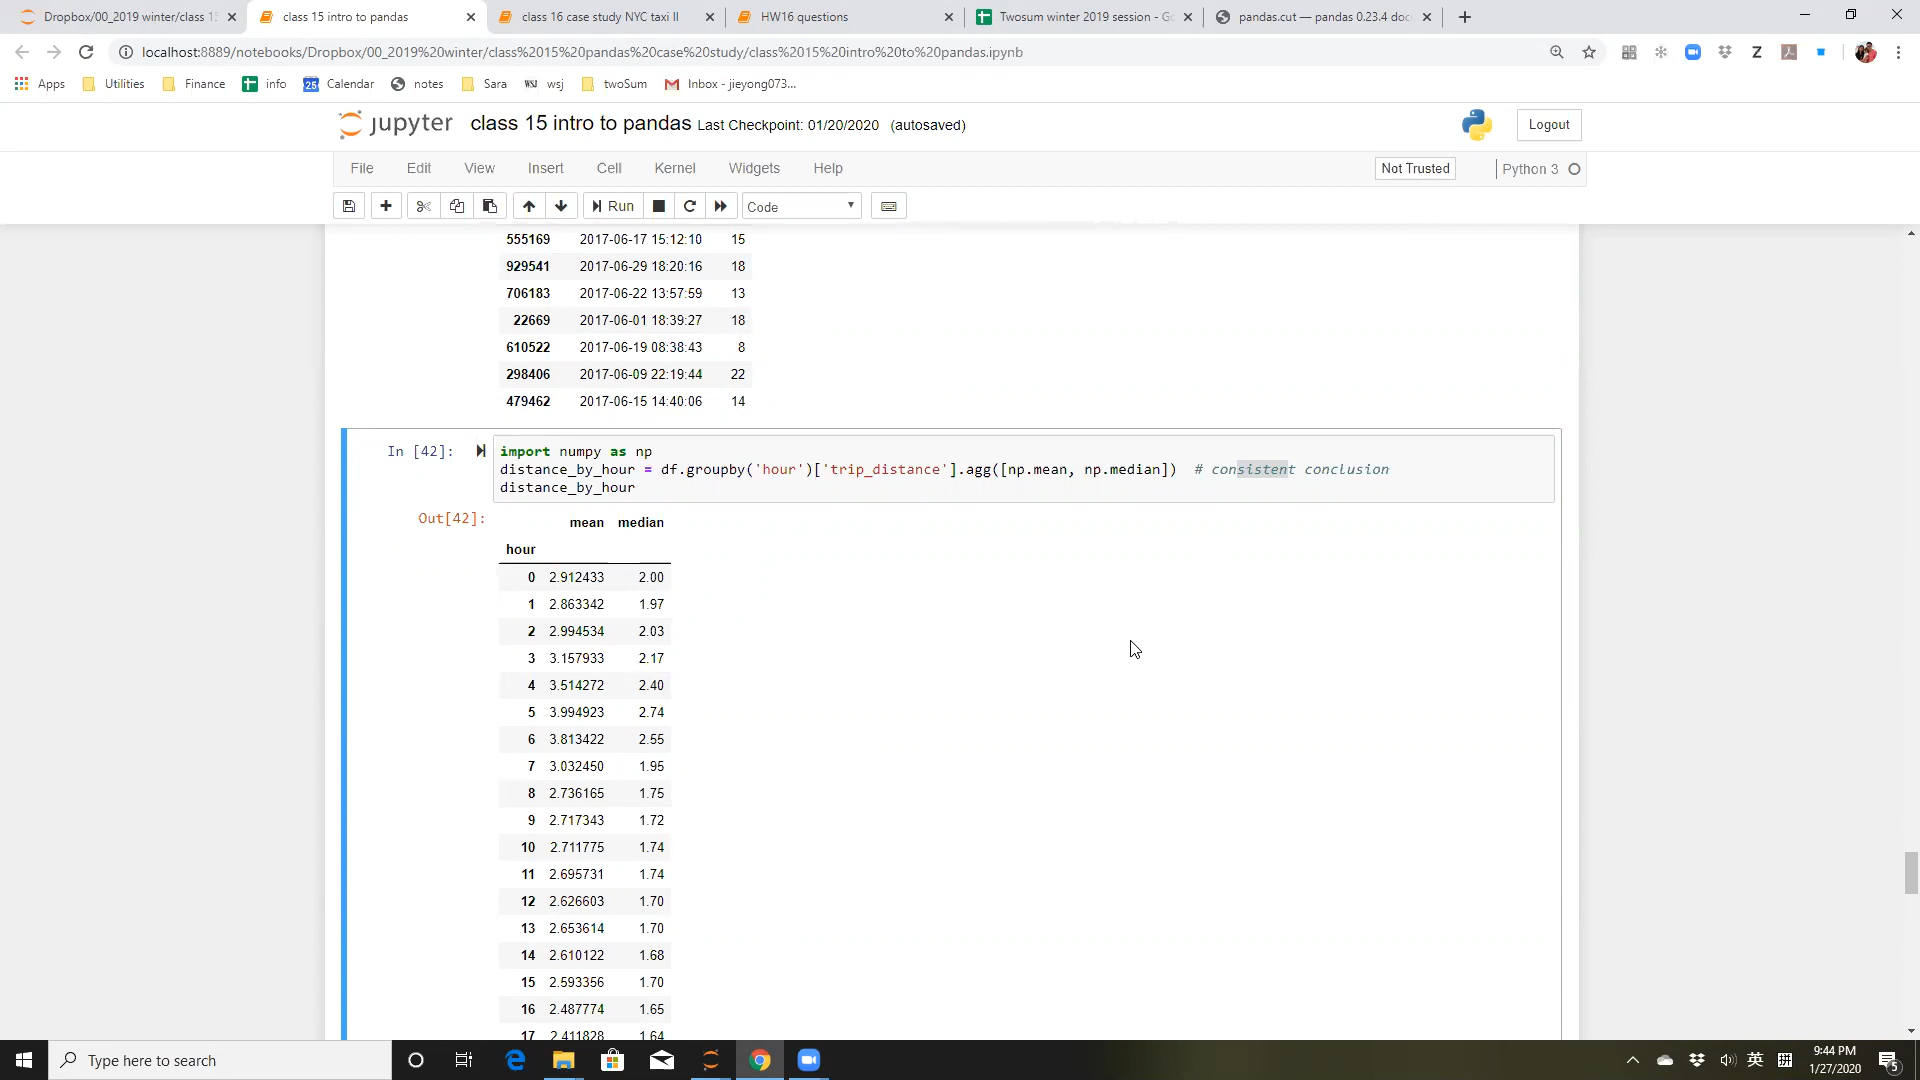 Dropbox/00_2019 winter/class 15
class 15 intro to pandas
class 16 case study NYC taxi II
HW16 questions
Twosum winter 2019 session - Go
pandas.cut — pandas 0.23.4 doc
localhost:8889/notebooks/Dropbox/00_2019%20winter/class%2015%20pandas%20case%20study/class%2015%20intro%20to%20pandas.ipynb
Apps Utilities Finance info Calendar notes Sara wsj twoSum Inbox - jieyong073...
jupyter class 15 intro to pandas Last Checkpoint: 01/20/2020 (autosaved) Logout
File Edit View Insert Cell Kernel Widgets Help Not Trusted Python 3
Run Code
555169 2017-06-17 15:12:10 15
929541 2017-06-29 18:20:16 18
706183 2017-06-22 13:57:59 13
22669 2017-06-01 18:39:27 18
610522 2017-06-19 08:38:43 8
298406 2017-06-09 22:19:44 22
479462 2017-06-15 14:40:06 14
In [42]: import numpy as np
distance_by_hour = df.groupby('hour')['trip_distance'].agg([np.mean, np.median]) # consistent conclusion
distance_by_hour
Out[42]: mean median
hour
0 2.912433 2.00
1 2.863342 1.97
2 2.994534 2.03
3 3.157933 2.17
4 3.514272 2.40
5 3.994923 2.74
6 3.813422 2.55
7 3.032450 1.95
8 2.736165 1.75
9 2.717343 1.72
10 2.711775 1.74
11 2.695731 1.74
12 2.626603 1.70
13 2.653614 1.70
14 2.610122 1.68
15 2.593356 1.70
16 2.487774 1.65
17 2.411828 1.64
Type here to search
英 拼
9:44 PM
1/27/2020
5